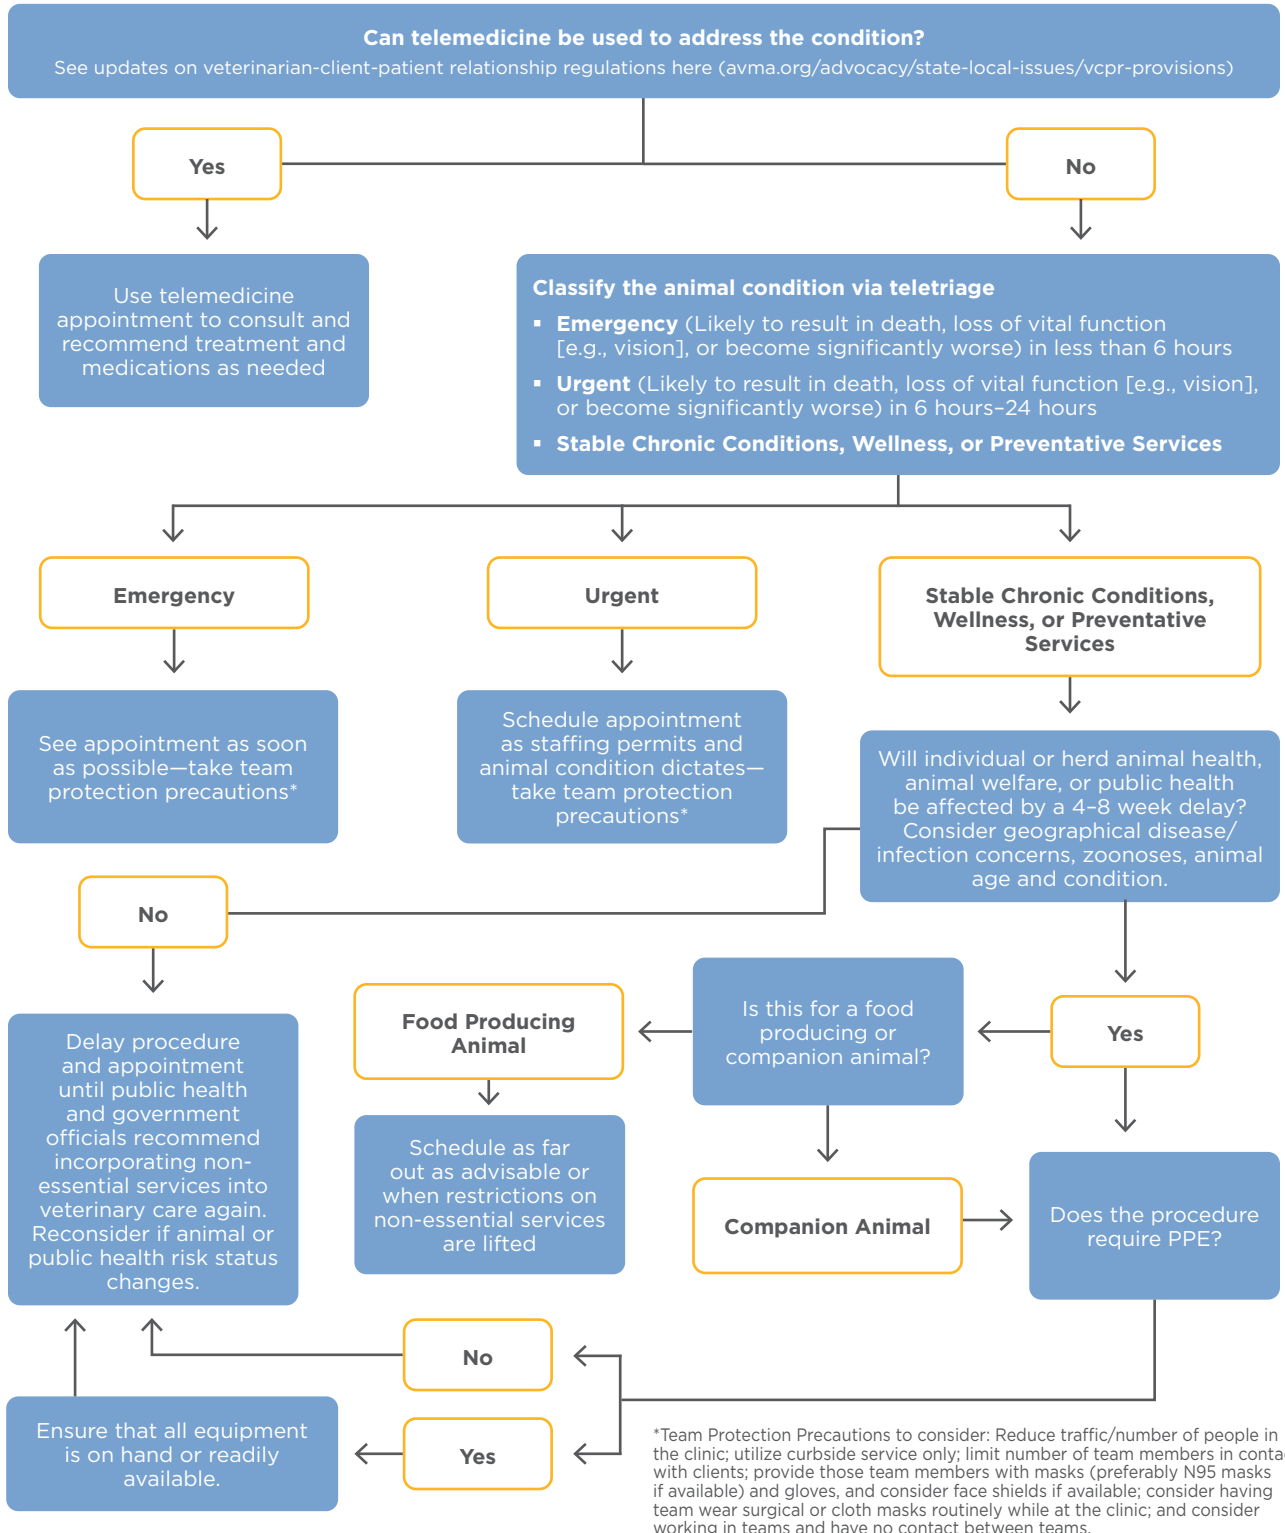 Can telemedicine be used to address the condition?
See updates on veterinarian-client-patient relationship regulations here (avma.org/advocacy/state-local-issues/vcpr-provisions)
Yes
No
Use telemedicine
appointment to consult and
recommend treatment and
medications as needed
Classify the animal condition via teletriage
▪ Emergency (Likely to result in death, loss of vital function
[e.g., vision], or become significantly worse) in less than 6 hours
▪ Urgent (Likely to result in death, loss of vital function [e.g., vision],
or become significantly worse) in 6 hours–24 hours
▪ Stable Chronic Conditions, Wellness, or Preventative Services
Emergency
Urgent
Stable Chronic Conditions,
Wellness, or Preventative
Services
See appointment as soon
as possible—take team
protection precautions*
Schedule appointment
as staffing permits and
animal condition dictates—
take team protection
precautions*
Will individual or herd animal health,
animal welfare, or public health
be affected by a 4–8 week delay?
Consider geographical disease/
infection concerns, zoonoses, animal
age and condition.
No
Yes
Is this for a food
producing or
companion animal?
Food Producing
Animal
Delay procedure
and appointment
until public health
and government
officials recommend
incorporating non-
essential services into
veterinary care again.
Reconsider if animal or
public health risk status
changes.
Schedule as far
out as advisable or
when restrictions on
non-essential services
are lifted
Companion Animal
Does the procedure
require PPE?
No
Yes
Ensure that all equipment
is on hand or readily
available.
*Team Protection Precautions to consider: Reduce traffic/number of people in
the clinic; utilize curbside service only; limit number of team members in
with clients; provide those team members with masks (preferably N95 masks
if available) and gloves, and consider face shields if available; consider having
team wear surgical or cloth masks routinely while at the clinic; and consider
working in teams and have no contact between teams.